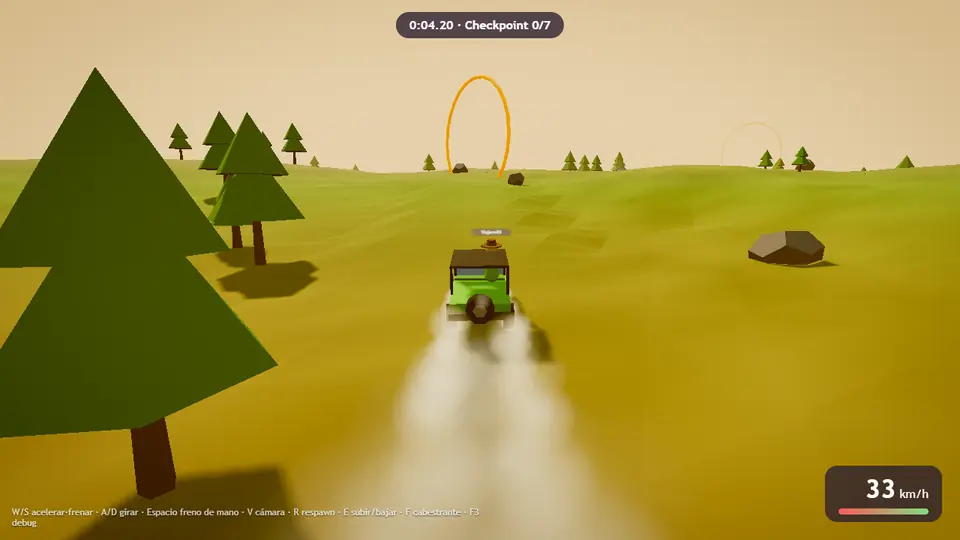 0:04.20 · Checkpoint 0/7
33 km/h
W/S acelerar-frenar · A/D girar · Espacio freno de mano · V cámara · R respawn · E subir/bajar · F cabestrante · F3
debug